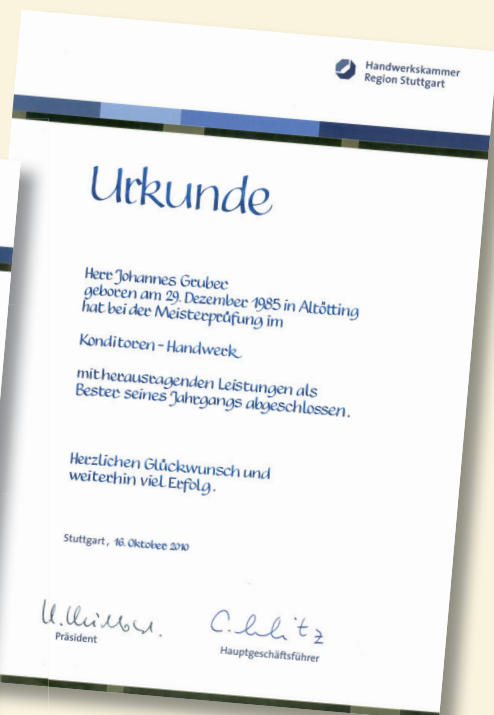 Handwerkskammer
Region Stuttgart
Urkunde
Herr Johannes Gruber
geboren am 29. Dezember 1985 in Altötting
hat bei der Meisterprüfung im
Konditoren-Handwerk
mit herausragenden Leistungen als
Bester seines Jahrgangs abgeschlossen.
Herzlichen Glückwunsch und
weiterhin viel Erfolg.
Stuttgart, 16. Oktober 2010
Präsident
Hauptgeschäftsführer